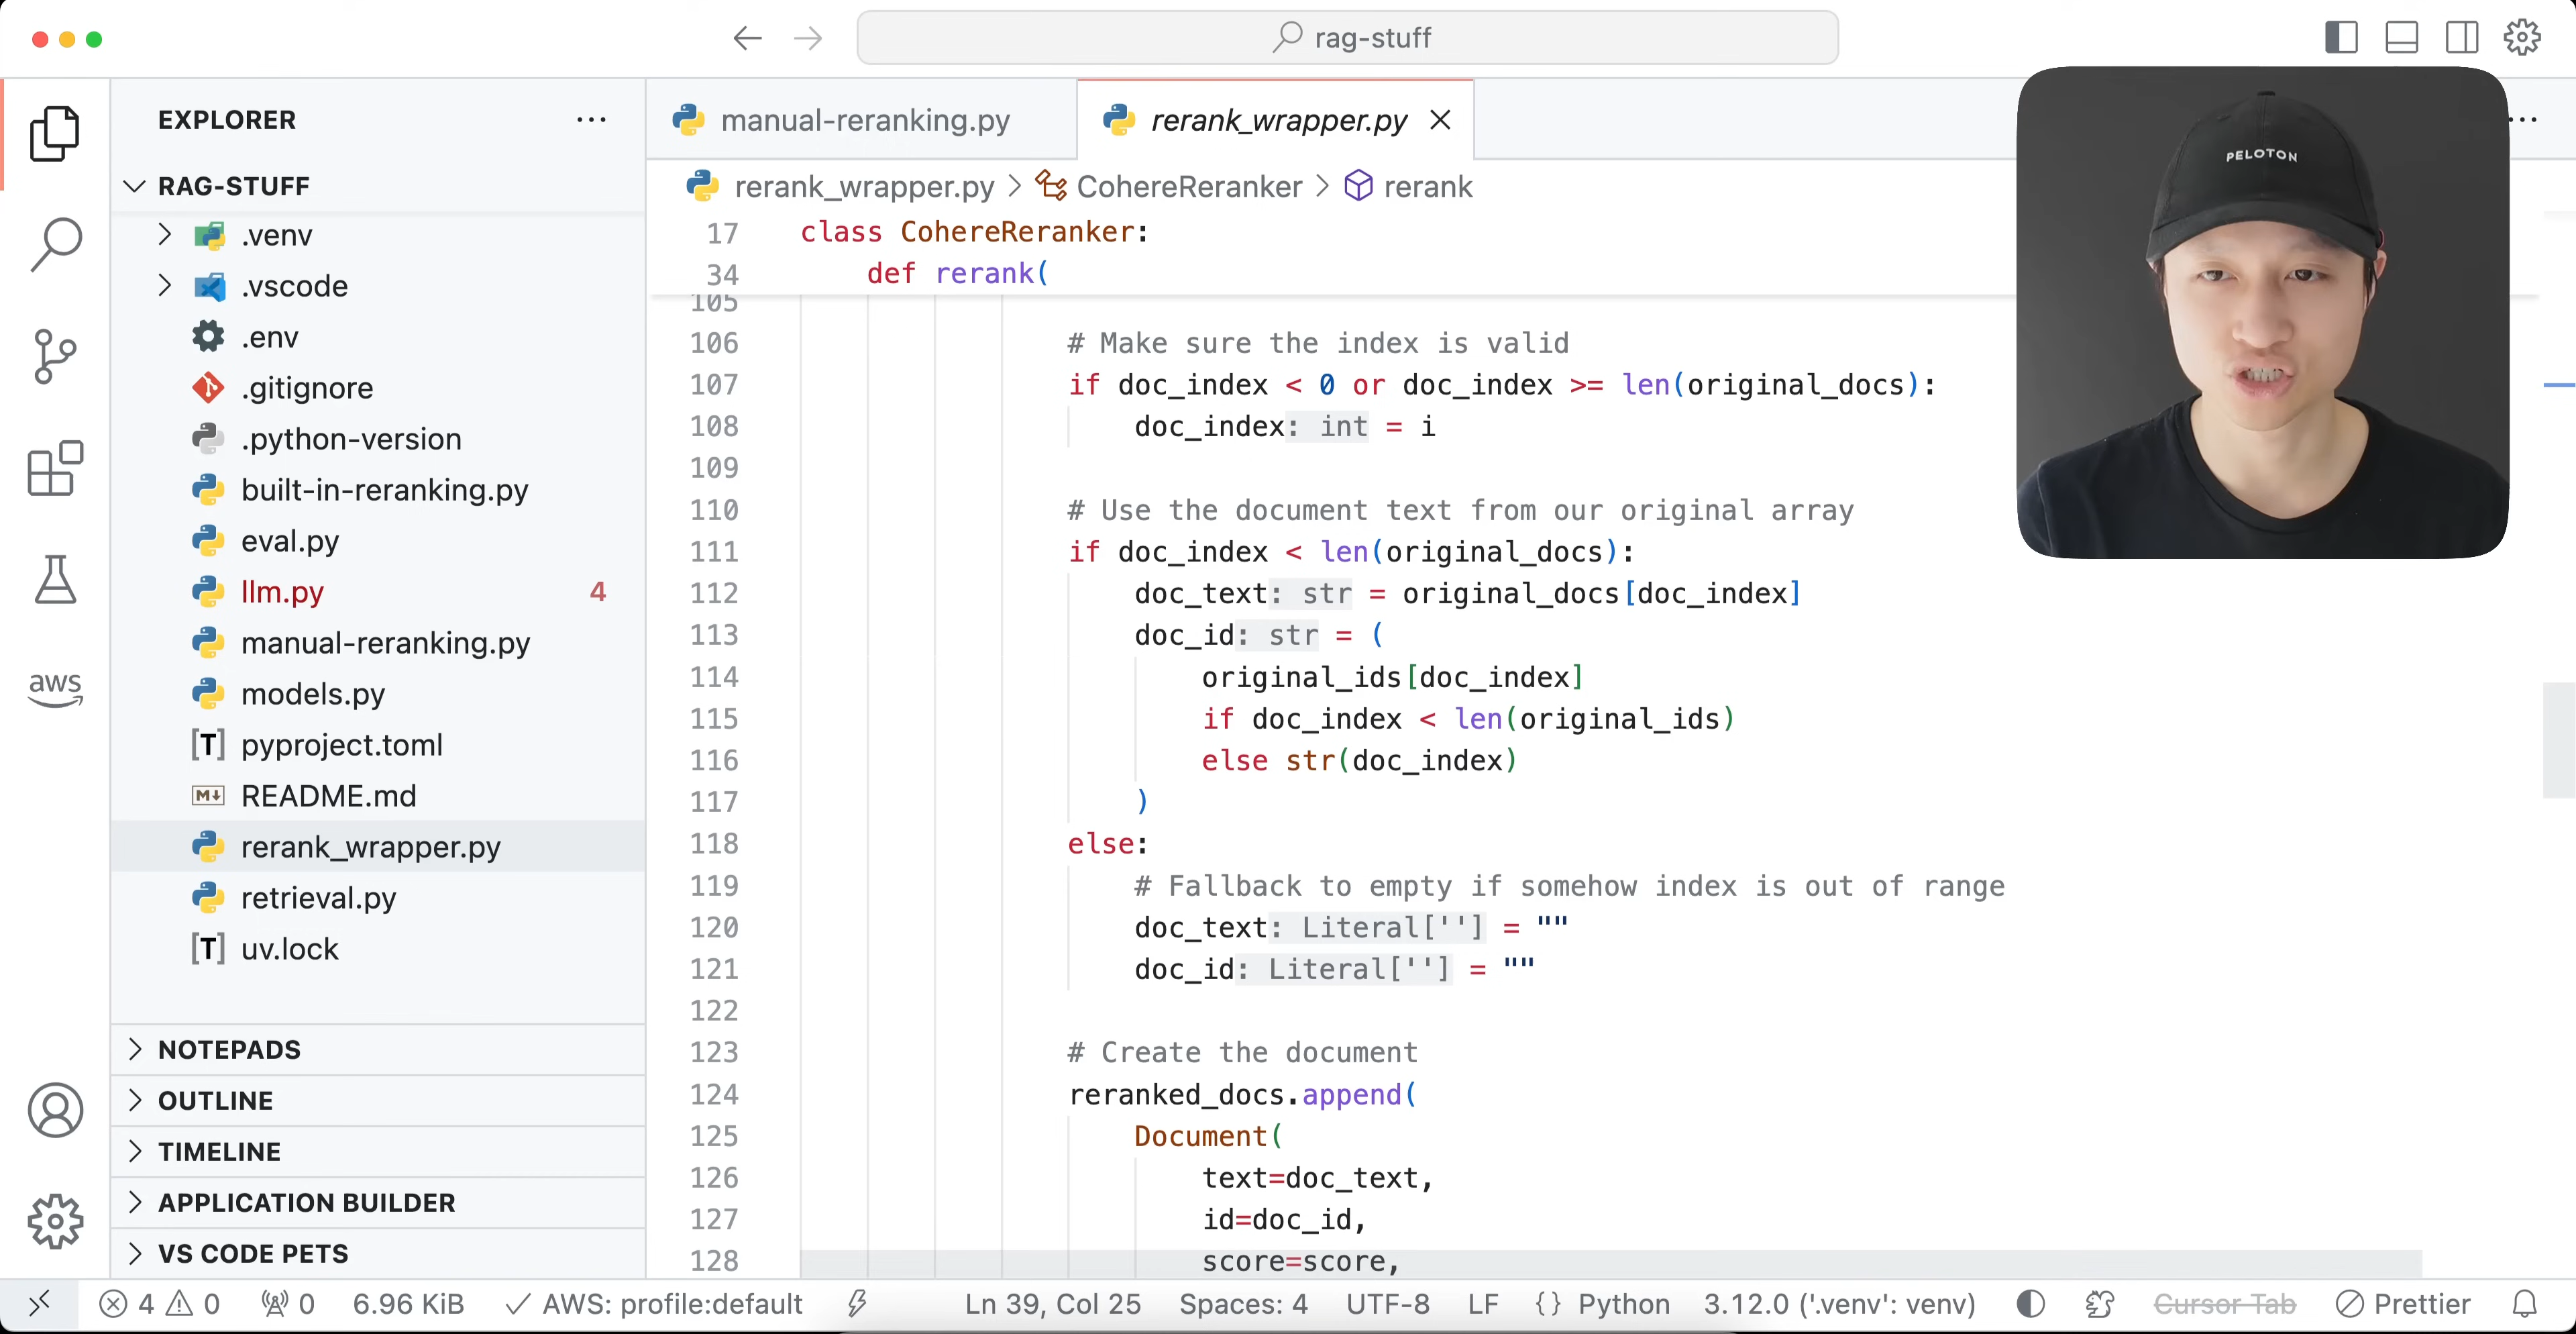 rag-stuff
EXPLORER
RAG-STUFF
.venv
.vscode
.env
.gitignore
.python-version
built-in-reranking.py
eval.py
llm.py 4
manual-reranking.py
models.py
pyproject.toml
README.md
rerank_wrapper.py
retrieval.py
uv.lock
NOTEPADS
OUTLINE
TIMELINE
APPLICATION BUILDER
VS CODE PETS
aws
manual-reranking.py
rerank_wrapper.py
rerank_wrapper.py > CohereReranker > rerank
17 class CohereReranker:
34 def rerank(
105
106 # Make sure the index is valid
107 if doc_index < 0 or doc_index >= len(original_docs):
108 doc_index: int = i
109
110 # Use the document text from our original array
111 if doc_index < len(original_docs):
112 doc_text: str = original_docs[doc_index]
113 doc_id: str = (
114 original_ids[doc_index]
115 if doc_index < len(original_ids)
116 else str(doc_index)
117 )
118 else:
119 # Fallback to empty if somehow index is out of range
120 doc_text: Literal[''] = ""
121 doc_id: Literal[''] = ""
122
123 # Create the document
124 reranked_docs.append(
125 Document(
126 text=doc_text,
127 id=doc_id,
128 score=score,
PELOTON
4 0 0 6.96 KiB AWS: profile:default Ln 39, Col 25 Spaces: 4 UTF-8 LF {} Python 3.12.0 ('.venv': venv) Cursor Tab Prettier